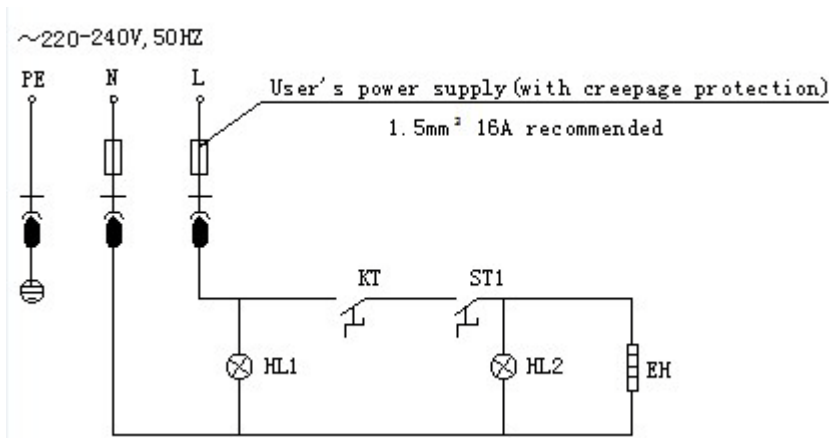 ～220-240V, 50HZ
PE N L
User's power supply(with creepage protection)
1.5mm² 16A recommended
KT ST1
HL1 HL2 EH